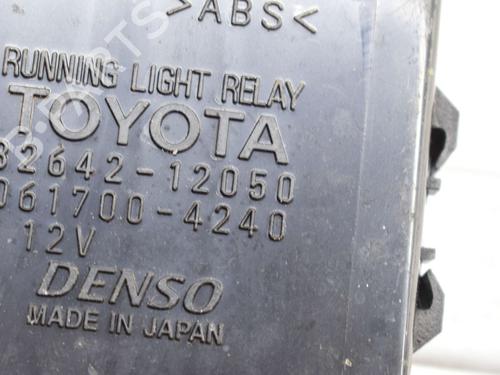 >ABS<
RUNNING LIGHT RELAY
TOYOTA
82642-12050
061700-4240
12V
DENSO
MADE IN JAPAN